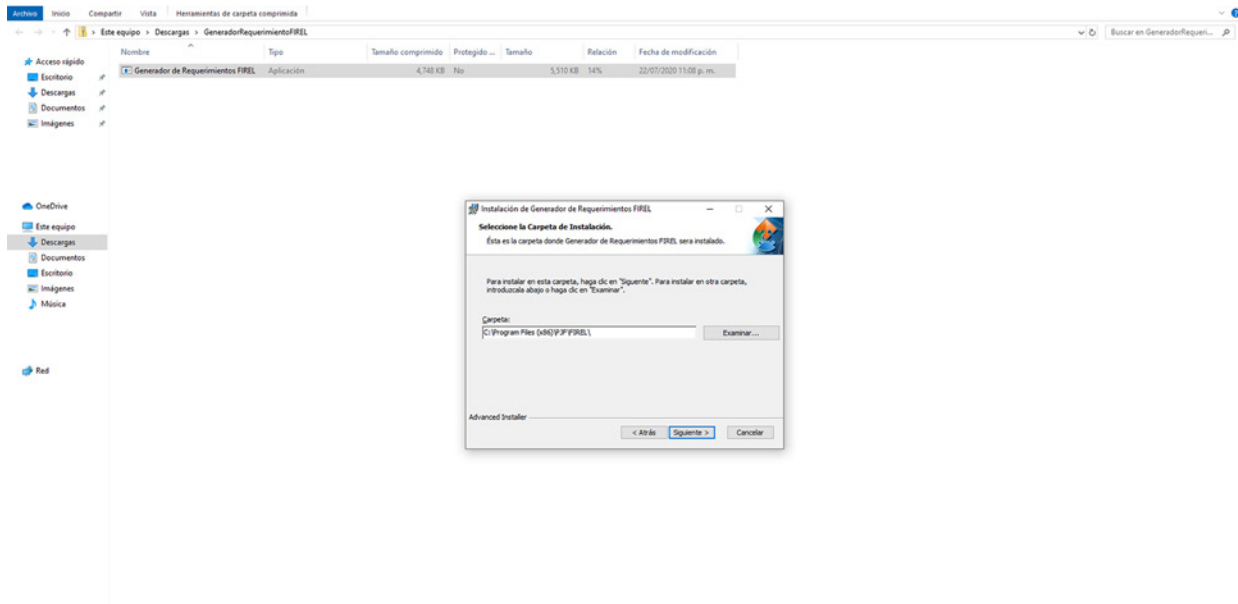 Archivo Inicio Compartir Vista Herramientas de carpeta comprimida
Este equipo > Descargas > GeneradorRequerimientoFIREL
Buscar en GeneradorRequeri...
Nombre Tipo Tamaño comprimido Protegido ... Tamaño Relación Fecha de modificación
Generador de Requerimientos FIREL Aplicación 4,748 KB No 5,510 KB 14% 22/07/2020 11:08 p. m.
Acceso rápido
Escritorio
Descargas
Documentos
Imágenes
OneDrive
Este equipo
Descargas
Documentos
Escritorio
Imágenes
Música
Red
Instalación de Generador de Requerimientos FIREL
Seleccione la Carpeta de Instalación.
Ésta es la carpeta donde Generador de Requerimientos FIREL sera instalado.
Para instalar en esta carpeta, haga clic en "Siguente". Para instalar en otra carpeta,
introduzcala abajo o haga clic en "Examinar".
Carpeta:
C:\Program Files (x86)\PJF\FIREL\
Examinar...
Advanced Installer
< Atrás Siguiente > Cancelar